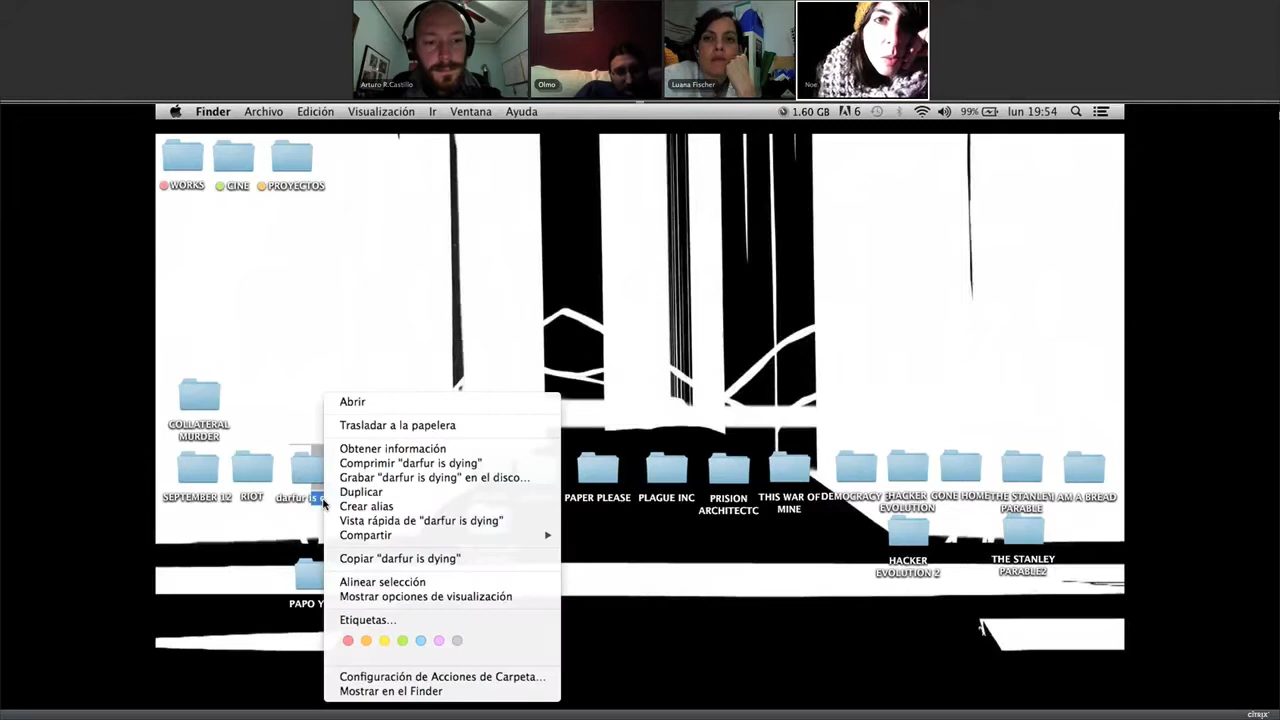 Arturo R.Castillo
Olmo
Luana Fischer
Noe
Finder Archivo Edición Visualización Ir Ventana Ayuda
1.60 GB 6 99% lun 19:54
WORKS
CINE
PROYECTOS
COLLATERAL
MURDER
SEPTEMBER 12
RIOT
darfur is
PAPO Y
Abrir
Trasladar a la papelera
Obtener información
Comprimir "darfur is dying"
Grabar "darfur is dying" en el disco...
Duplicar
Crear alias
Vista rápida de "darfur is dying"
Compartir
Copiar "darfur is dying"
Alinear selección
Mostrar opciones de visualización
Etiquetas...
Configuración de Acciones de Carpeta...
Mostrar en el Finder
PAPER PLEASE
PLAGUE INC
PRISION
ARCHITECTC
THIS WAR OF
MINE
DEMOCRACY 3
HACKER
EVOLUTION
GONE HOME
THE STANLEY
PARABLE
I AM A BREAD
HACKER
EVOLUTION 2
THE STANLEY
PARABLE2
CITRIX